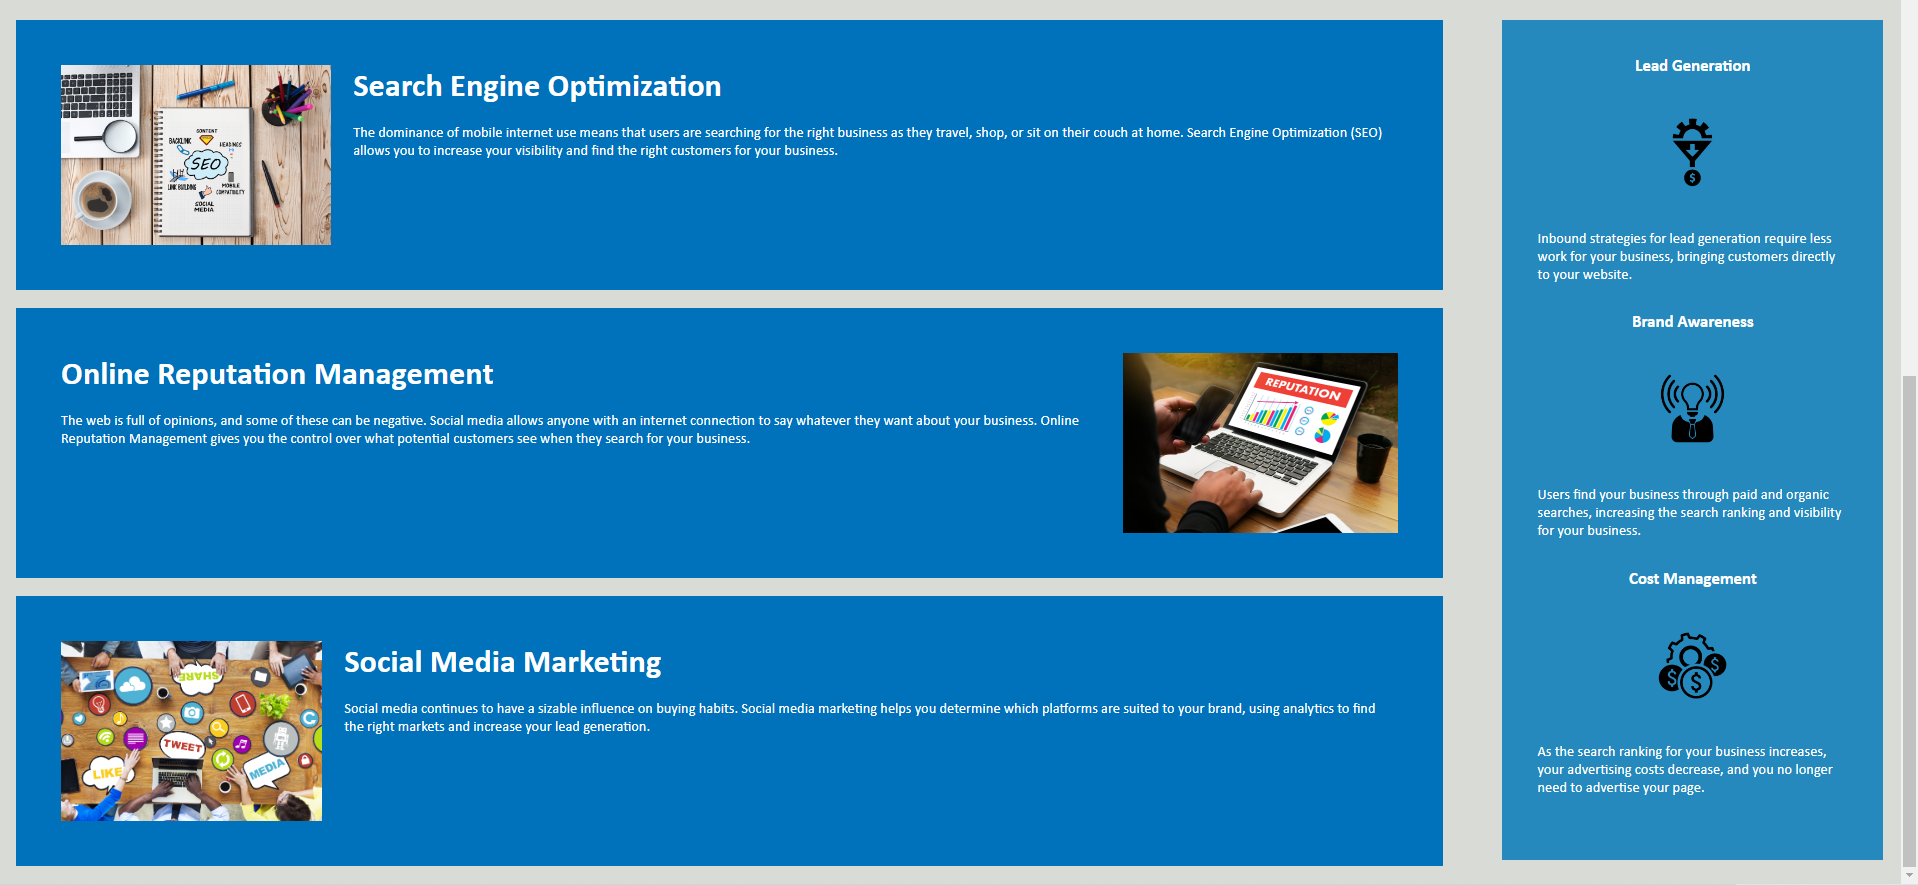 Search Engine Optimization
The dominance of mobile internet use means that users are searching for the right business as they travel, shop, or sit on their couch at home. Search Engine Optimization (SEO)
allows you to increase your visibility and find the right customers for your business.
CONTENT
BACKLINK
HEADINGS
SEO
LINK BUILDING
MOBILE
COMPATIBILITY
SOCIAL
MEDIA
Online Reputation Management
The web is full of opinions, and some of these can be negative. Social media allows anyone with an internet connection to say whatever they want about your business. Online
Reputation Management gives you the control over what potential customers see when they search for your business.
REPUTATION
Social Media Marketing
Social media continues to have a sizable influence on buying habits. Social media marketing helps you determine which platforms are suited to your brand, using analytics to find
the right markets and increase your lead generation.
SHARE
TWEET
LIKE
MEDIA
Lead Generation
$
Inbound strategies for lead generation require less
work for your business, bringing customers directly
to your website.
Brand Awareness
Users find your business through paid and organic
searches, increasing the search ranking and visibility
for your business.
Cost Management
$
$
$
As the search ranking for your business increases,
your advertising costs decrease, and you no longer
need to advertise your page.